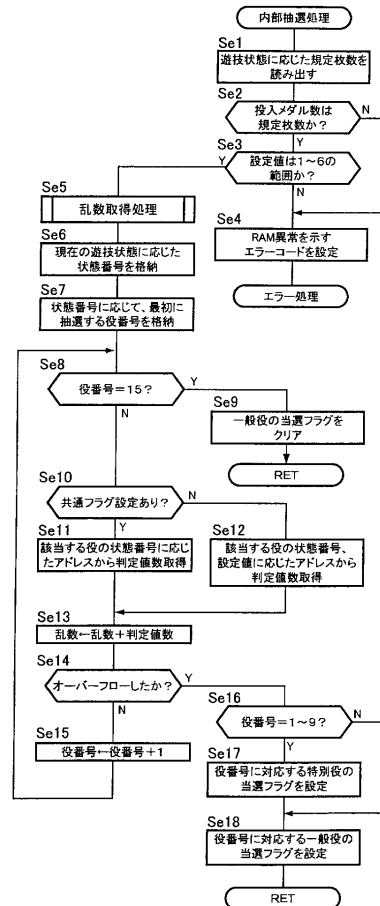 内部抽選処理
Se1
遊技状態に応じた規定枚数を
読み出す
Se2
投入メダル数は
規定枚数か？
N
Y
Se3
設定値は1～6の
範囲か？
Y
N
Se4
RAM異常を示す
エラーコードを設定
エラー処理
Se5
乱数取得処理
Se6
現在の遊技状態に応じた
状態番号を格納
Se7
状態番号に応じて、最初に
抽選する役番号を格納
Se8
役番号＝15？
Y
N
Se9
一般役の当選フラグを
クリア
RET
Se10
共通フラグ設定あり？
N
Y
Se11
該当する役の状態番号に応じ
たアドレスから判定値数取得
Se12
該当する役の状態番号、
設定値に応じたアドレスから
判定値数取得
Se13
乱数←乱数＋判定値数
Se14
オーバーフローしたか？
Y
N
Se15
役番号←役番号＋1
Se16
役番号＝1～9？
N
Y
Se17
役番号に対応する特別役の
当選フラグを設定
Se18
役番号に対応する一般役の
当選フラグを設定
RET